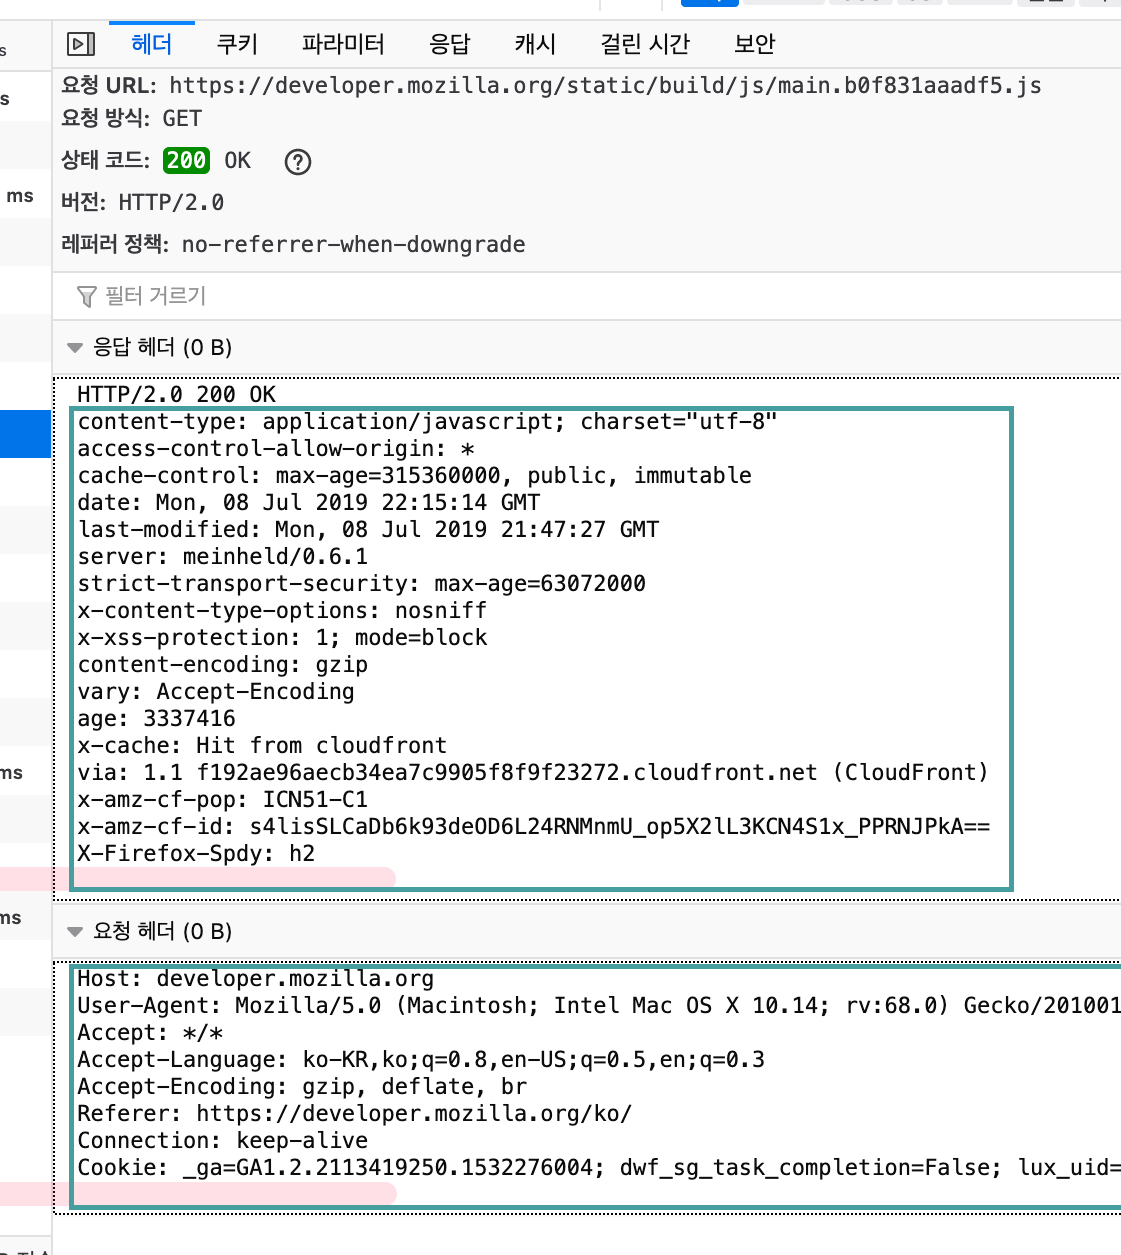 헤더 쿠키 파라미터 응답 캐시 걸린 시간 보안
s
요청 URL: https://developer.mozilla.org/static/build/js/main.b0f831aaadf5.js
s
요청 방식: GET
상태 코드: 200 OK ?
ms
버전: HTTP/2.0
레퍼러 정책: no-referrer-when-downgrade
필터 거르기
응답 헤더 (0 B)
HTTP/2.0 200 OK
content-type: application/javascript; charset="utf-8"
access-control-allow-origin: *
cache-control: max-age=315360000, public, immutable
date: Mon, 08 Jul 2019 22:15:14 GMT
last-modified: Mon, 08 Jul 2019 21:47:27 GMT
server: meinheld/0.6.1
strict-transport-security: max-age=63072000
x-content-type-options: nosniff
x-xss-protection: 1; mode=block
content-encoding: gzip
vary: Accept-Encoding
age: 3337416
x-cache: Hit from cloudfront
ms
via: 1.1 f192ae96aecb34ea7c9905f8f9f23272.cloudfront.net (CloudFront)
x-amz-cf-pop: ICN51-C1
x-amz-cf-id: s4lisSLCaDb6k93deOD6L24RNMnmU_op5X2lL3KCN4S1x_PPRNJPkA==
X-Firefox-Spdy: h2
ms
요청 헤더 (0 B)
Host: developer.mozilla.org
User-Agent: Mozilla/5.0 (Macintosh; Intel Mac OS X 10.14; rv:68.0) Gecko/201001
Accept: */*
Accept-Language: ko-KR,ko;q=0.8,en-US;q=0.5,en;q=0.3
Accept-Encoding: gzip, deflate, br
Referer: https://developer.mozilla.org/ko/
Connection: keep-alive
Cookie: _ga=GA1.2.2113419250.1532276004; dwf_sg_task_completion=False; lux_uid=